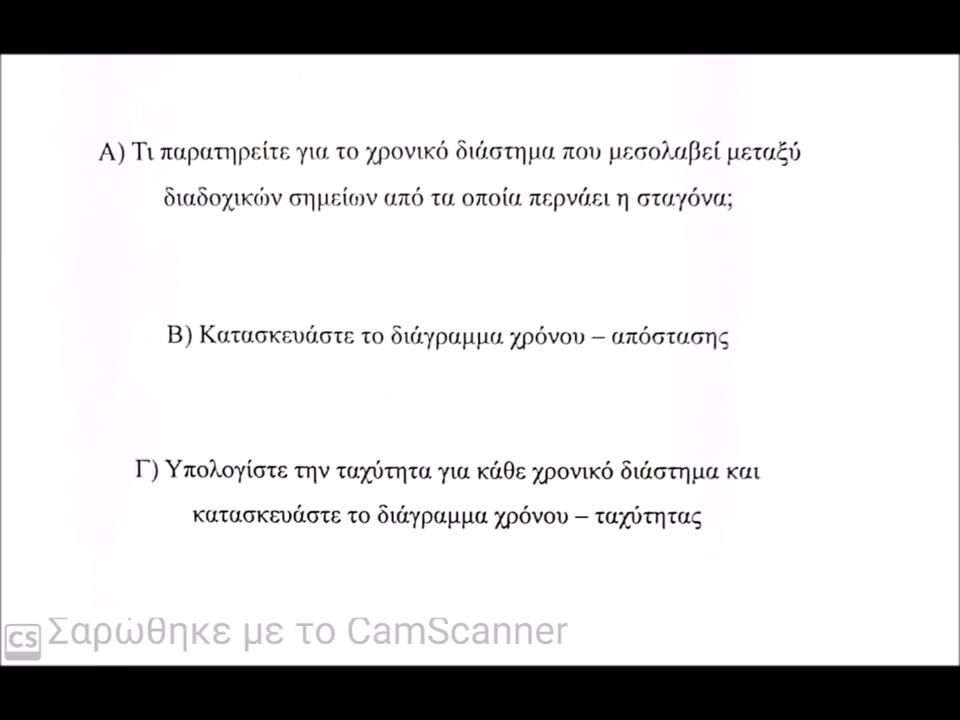 Α) Τι παρατηρείτε για το χρονικό διάστημα που μεσολαβεί μεταξύ
διαδοχικών σημείων από τα οποία περνάει η σταγόνα;
Β) Κατασκευάστε το διάγραμμα χρόνου – απόστασης
Γ) Υπολογίστε την ταχύτητα για κάθε χρονικό διάστημα και
κατασκευάστε το διάγραμμα χρόνου – ταχύτητας
CS Σαρώθηκε με το CamScanner